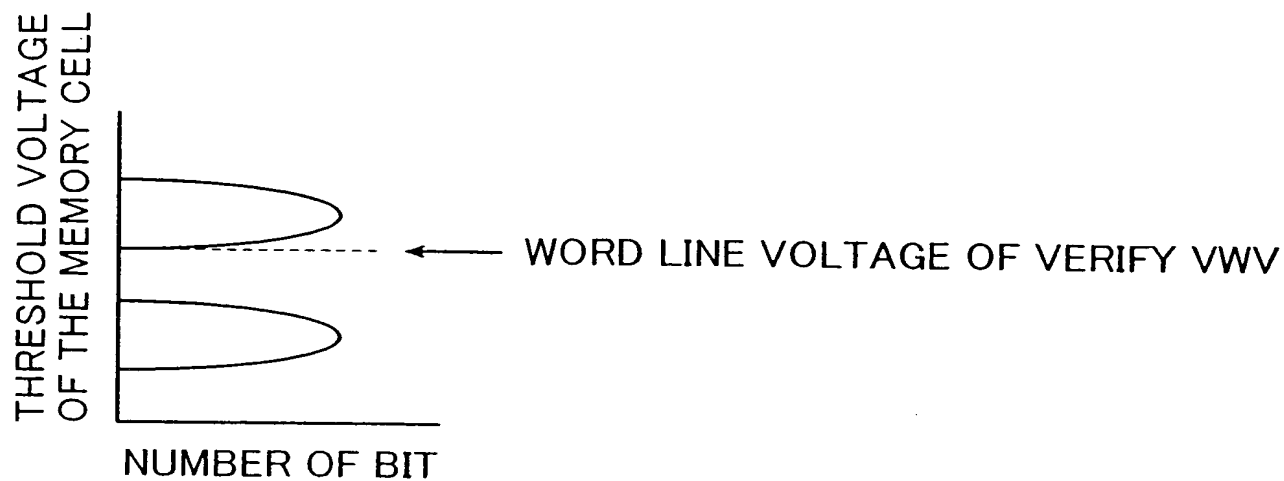 THRESHOLD VOLTAGE
OF THE MEMORY CELL
WORD LINE VOLTAGE OF VERIFY VWV
NUMBER OF BIT